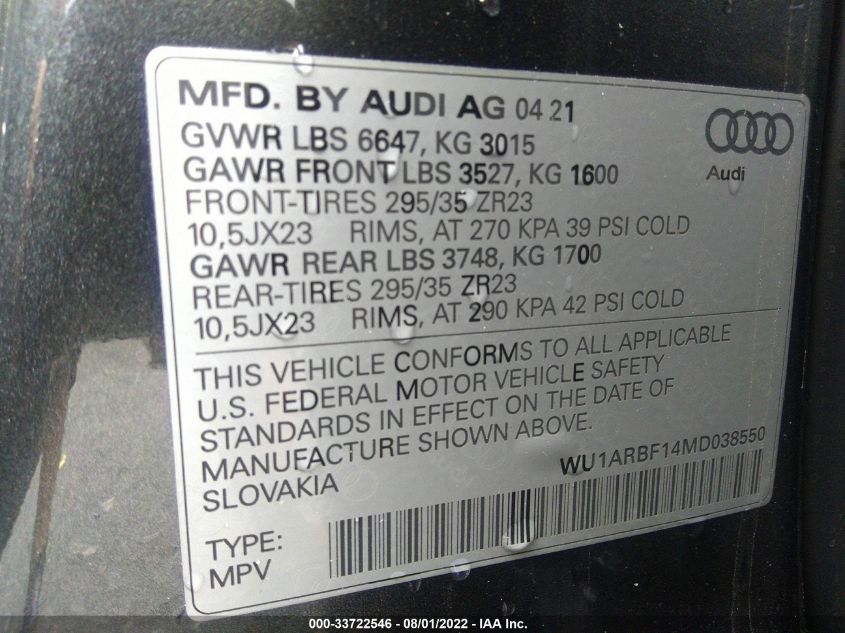 MFD. BY AUDI AG 04 21
GVWR LBS 6647, KG 3015
GAWR FRONT LBS 3527, KG 1600
FRONT-TIRES 295/35 ZR23
10,5JX23 RIMS, AT 270 KPA 39 PSI COLD
GAWR REAR LBS 3748, KG 1700
REAR-TIRES 295/35 ZR23
10,5JX23 RIMS, AT 290 KPA 42 PSI COLD
Audi
THIS VEHICLE CONFORMS TO ALL APPLICABLE
U.S. FEDERAL MOTOR VEHICLE SAFETY
STANDARDS IN EFFECT ON THE DATE OF
MANUFACTURE SHOWN ABOVE.
SLOVAKIA
WU1ARBF14MD038550
TYPE:
MPV
000-33722546 - 08/01/2022 - IAA Inc.